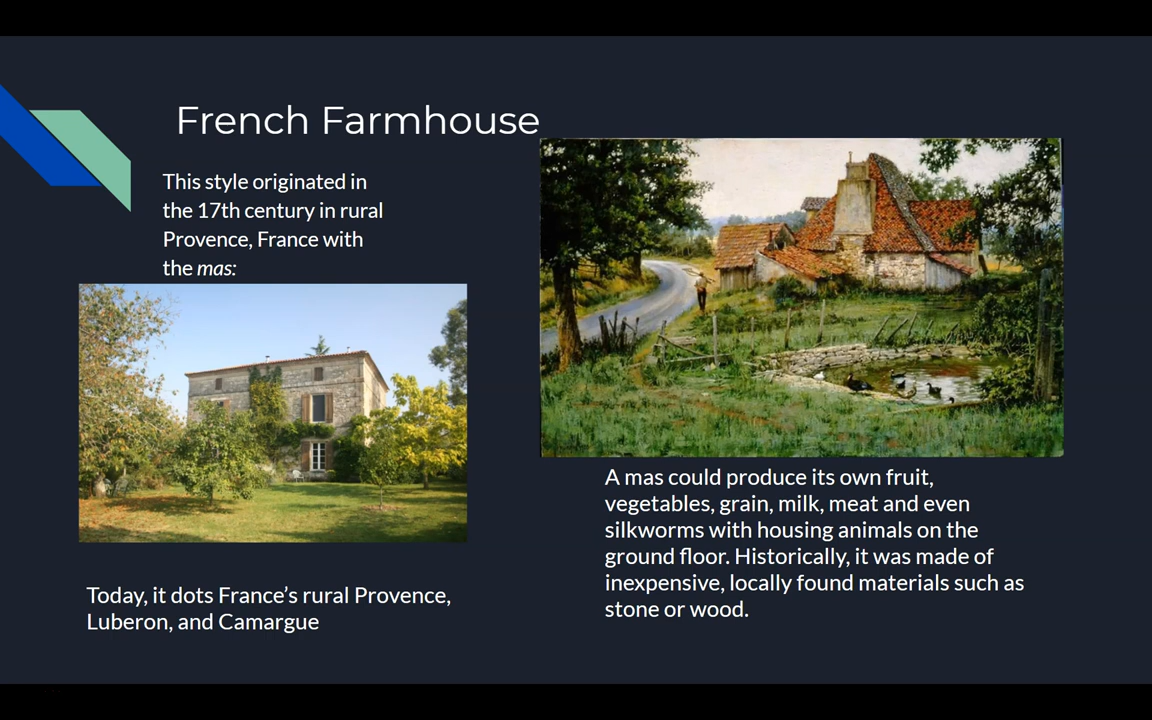 French Farmhouse
This style originated in
the 17th century in rural
Provence, France with
the mas:
Today, it dots France’s rural Provence,
Luberon, and Camargue
A mas could produce its own fruit,
vegetables, grain, milk, meat and even
silkworms with housing animals on the
ground floor. Historically, it was made of
inexpensive, locally found materials such as
stone or wood.